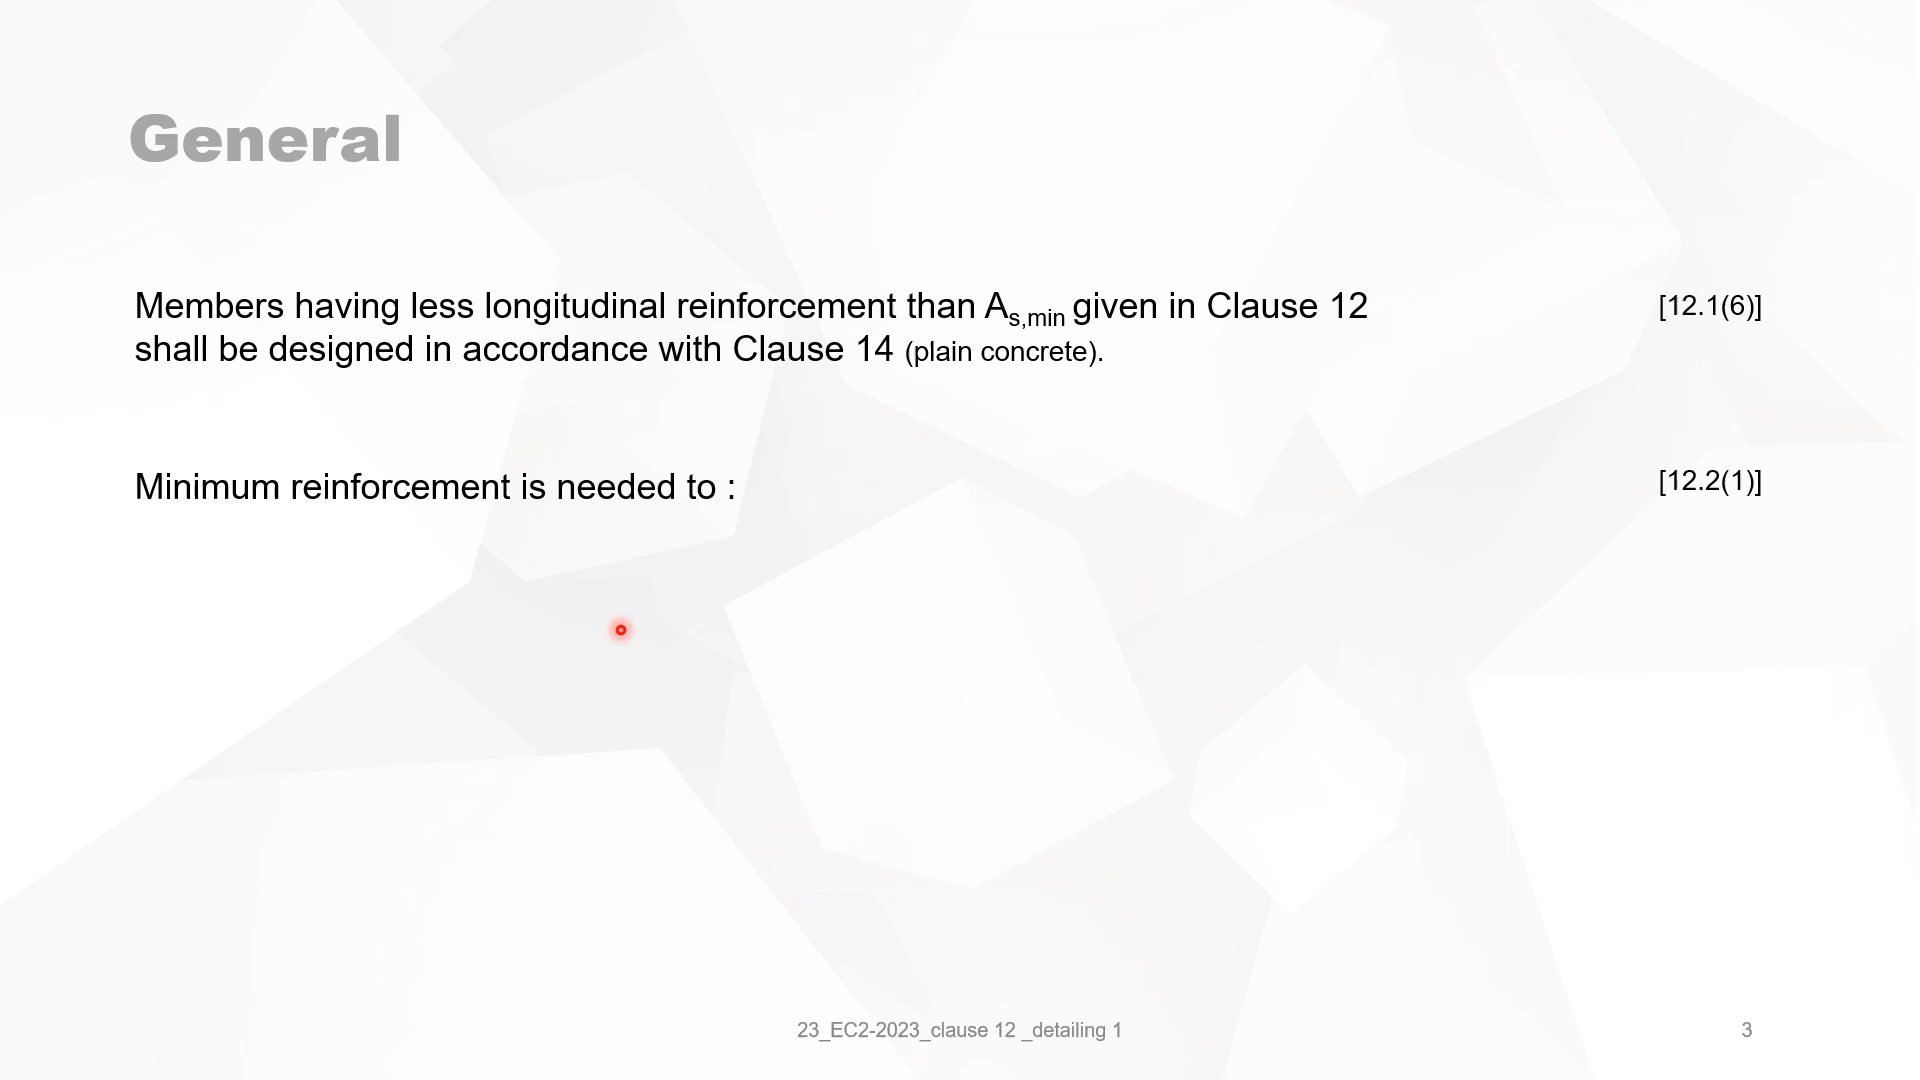 General
Members having less longitudinal reinforcement than As,min given in Clause 12
[12.1(6)]
shall be designed in accordance with Clause 14 (plain concrete).
Minimum reinforcement is needed to :
[12.2(1)]
23_EC2-2023_clause 12 _detailing 1
3